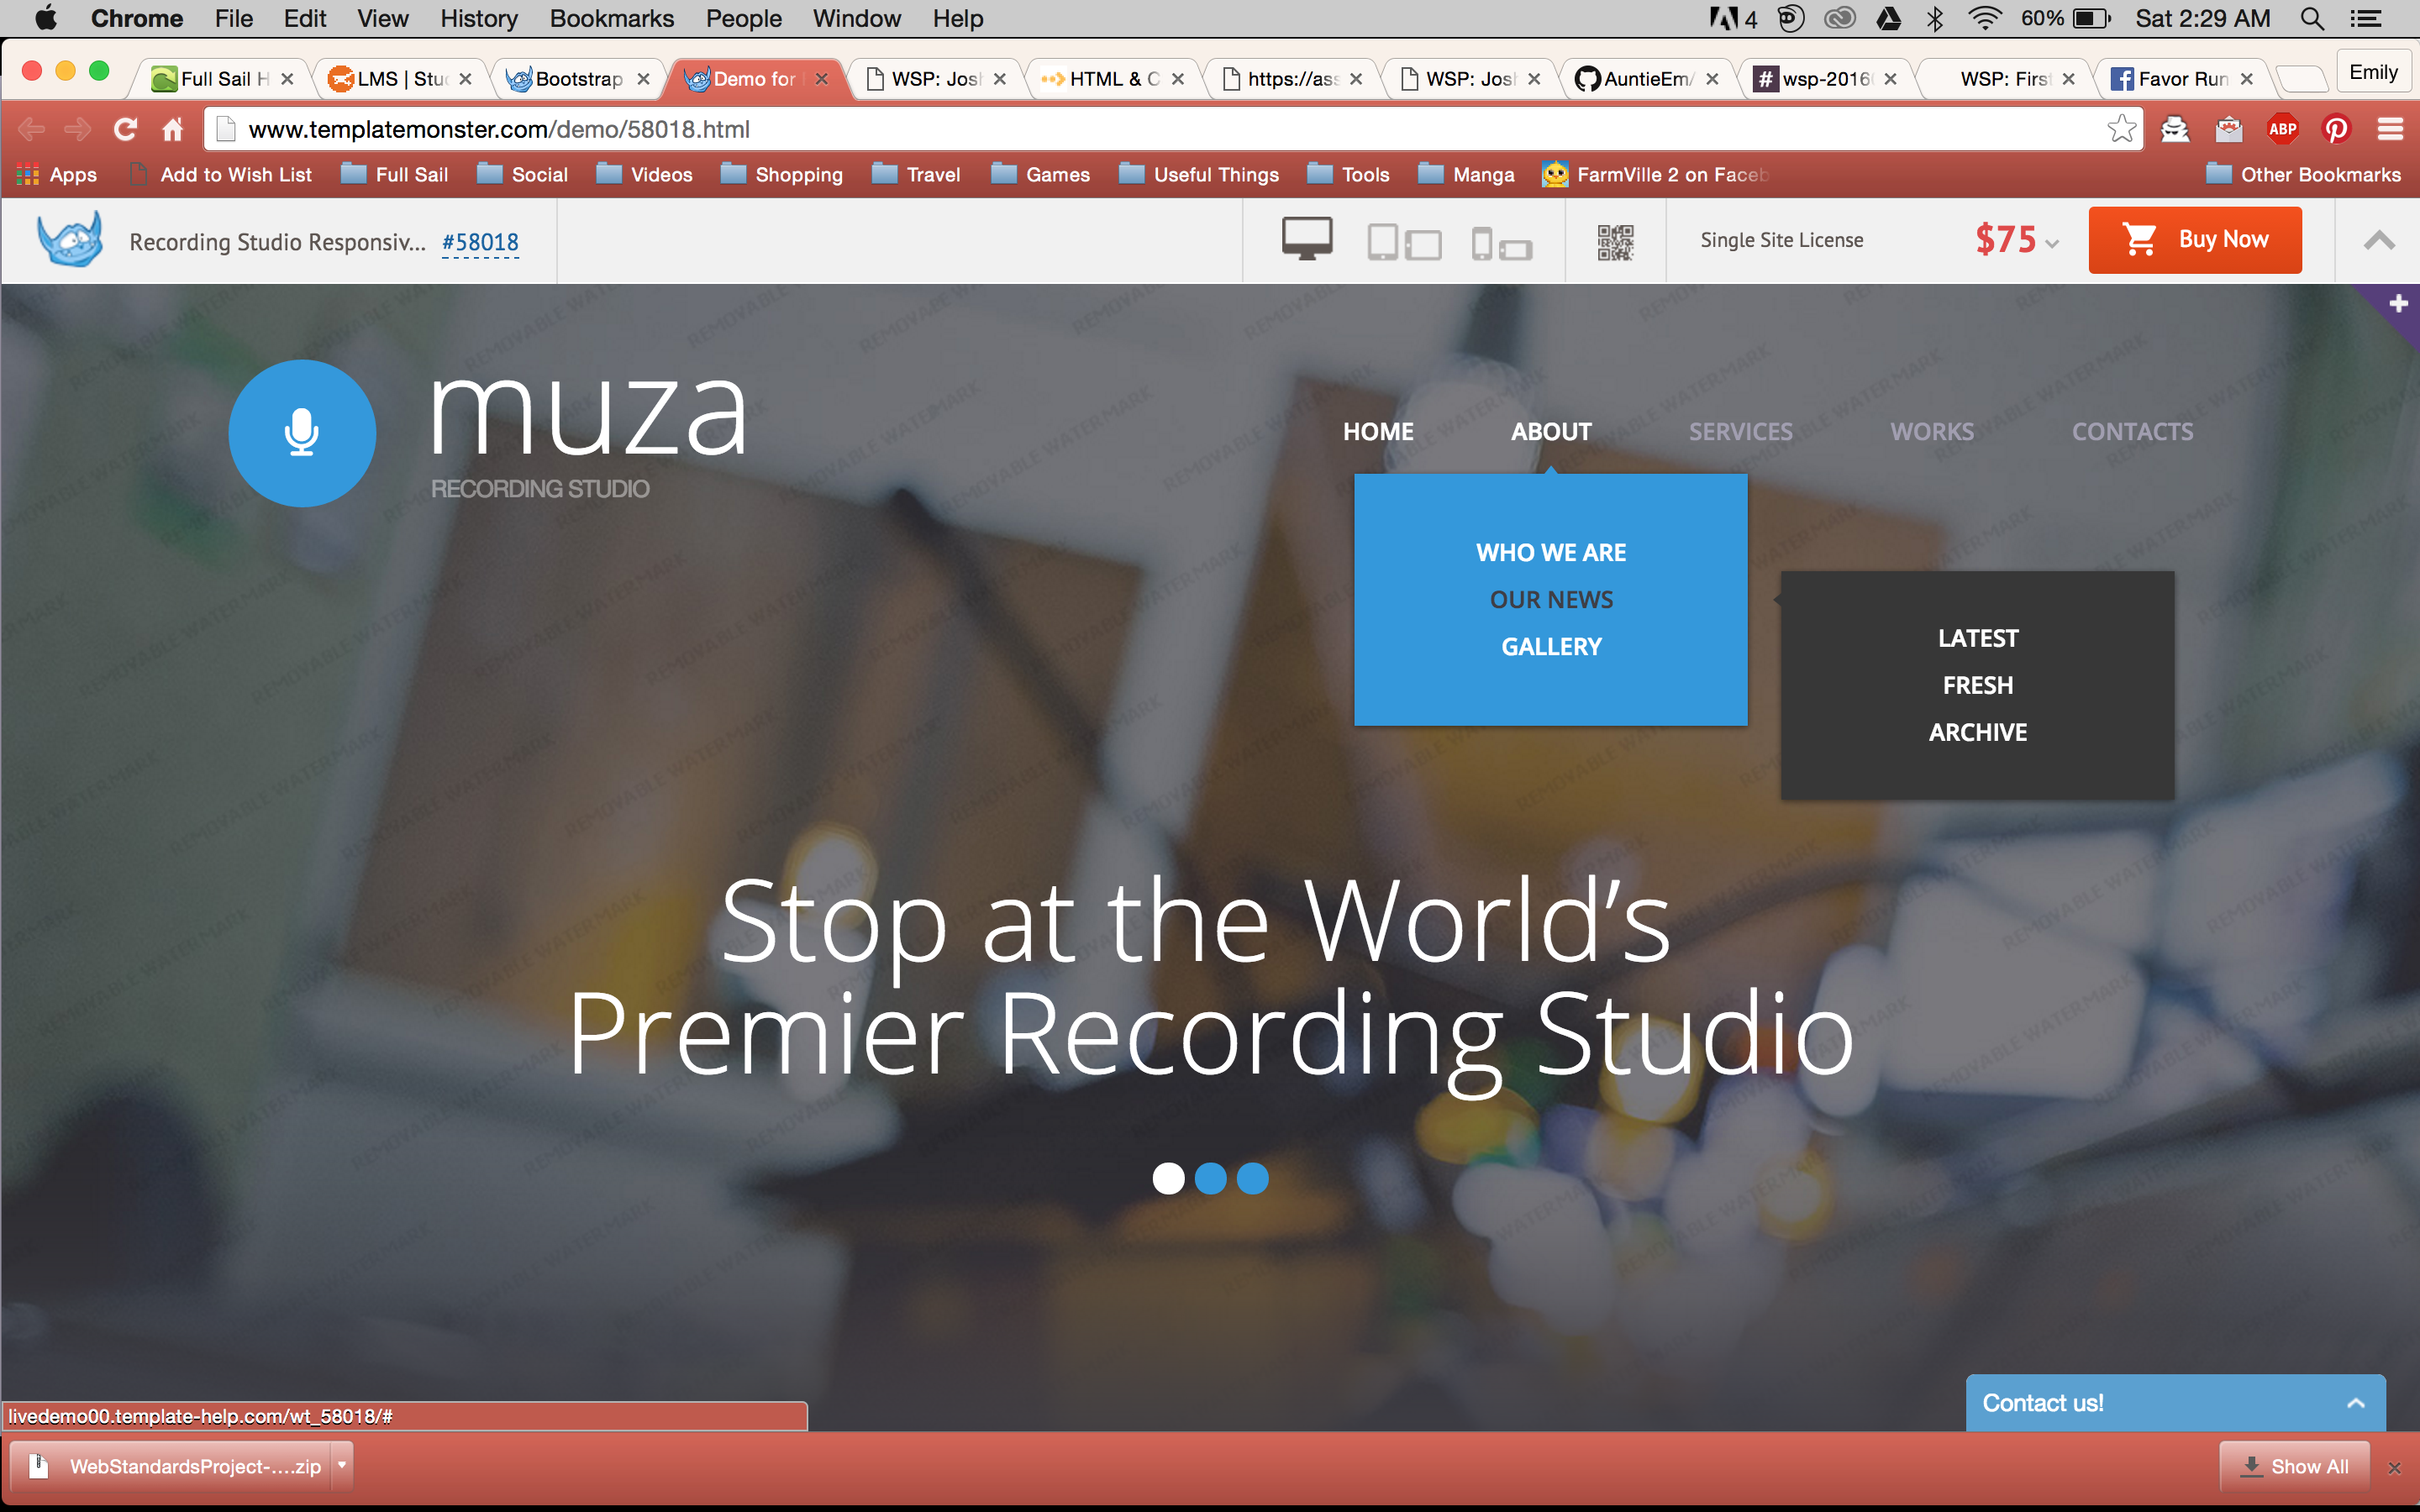 Chrome File Edit View History Bookmarks People Window Help 4 60% Sat 2:29 AM
Full Sail H LMS | Stu Bootstrap Demo for WSP: Jos HTML & C https://ass WSP: Josh AuntieEm/ wsp-2016 WSP: First Favor Run Emily
www.templatemonster.com/demo/58018.html ABP
Apps Add to Wish List Full Sail Social Videos Shopping Travel Games Useful Things Tools Manga FarmVille 2 on Faceb Other Bookmarks
Recording Studio Responsiv... #58018 Single Site License $75 Buy Now
muza
RECORDING STUDIO
HOME ABOUT SERVICES WORKS CONTACTS
WHO WE ARE
OUR NEWS
GALLERY
LATEST
FRESH
ARCHIVE
Stop at the World’s
Premier Recording Studio
REMOVABLE WATERMARK
Contact us!
livedemo00.template-help.com/wt_58018/#
WebStandardsProject-....zip Show All